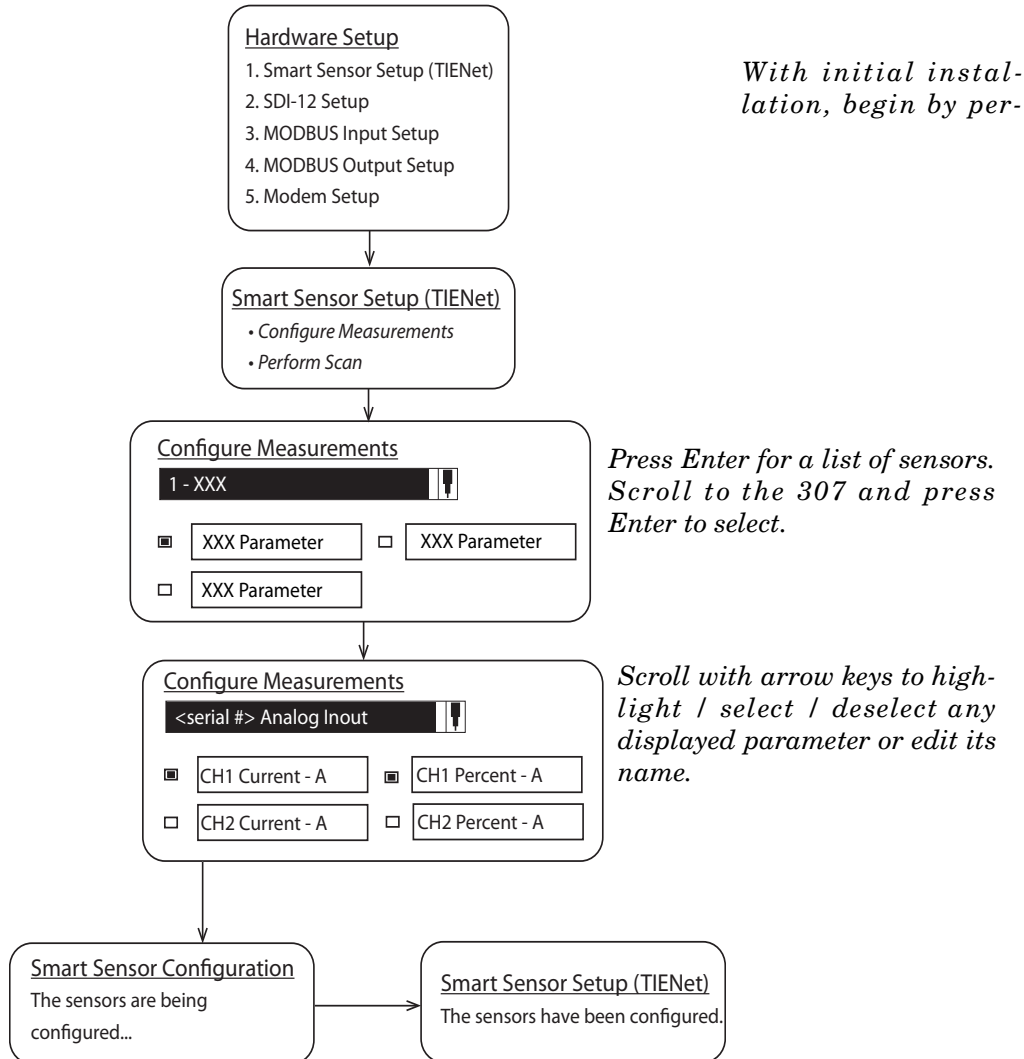 Hardware Setup
1. Smart Sensor Setup (TIENet)
2. SDI-12 Setup
3. MODBUS Input Setup
4. MODBUS Output Setup
5. Modem Setup
With initial instal-
lation, begin by per-
Smart Sensor Setup (TIENet)
• Configure Measurements
• Perform Scan
Configure Measurements
1 - XXX
XXX Parameter
XXX Parameter
XXX Parameter
Press Enter for a list of sensors.
Scroll to the 307 and press
Enter to select.
Configure Measurements
<serial #> Analog Inout
CH1 Current - A
CH1 Percent - A
CH2 Current - A
CH2 Percent - A
Scroll with arrow keys to high-
light / select / deselect any
displayed parameter or edit its
name.
Smart Sensor Configuration
The sensors are being
configured...
Smart Sensor Setup (TIENet)
The sensors have been configured.